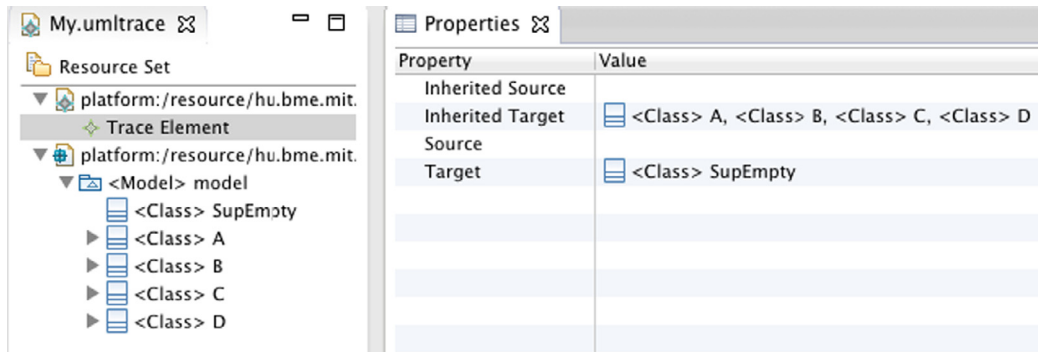 My.umltrace
Resource Set
platform:/resource/hu.bme.mit.
Trace Element
platform:/resource/hu.bme.mit.
<Model> model
<Class> SupEmpty
<Class> A
<Class> B
<Class> C
<Class> D
Properties
Property Value
Inherited Source
Inherited Target <Class> A, <Class> B, <Class> C, <Class> D
Source
Target <Class> SupEmpty